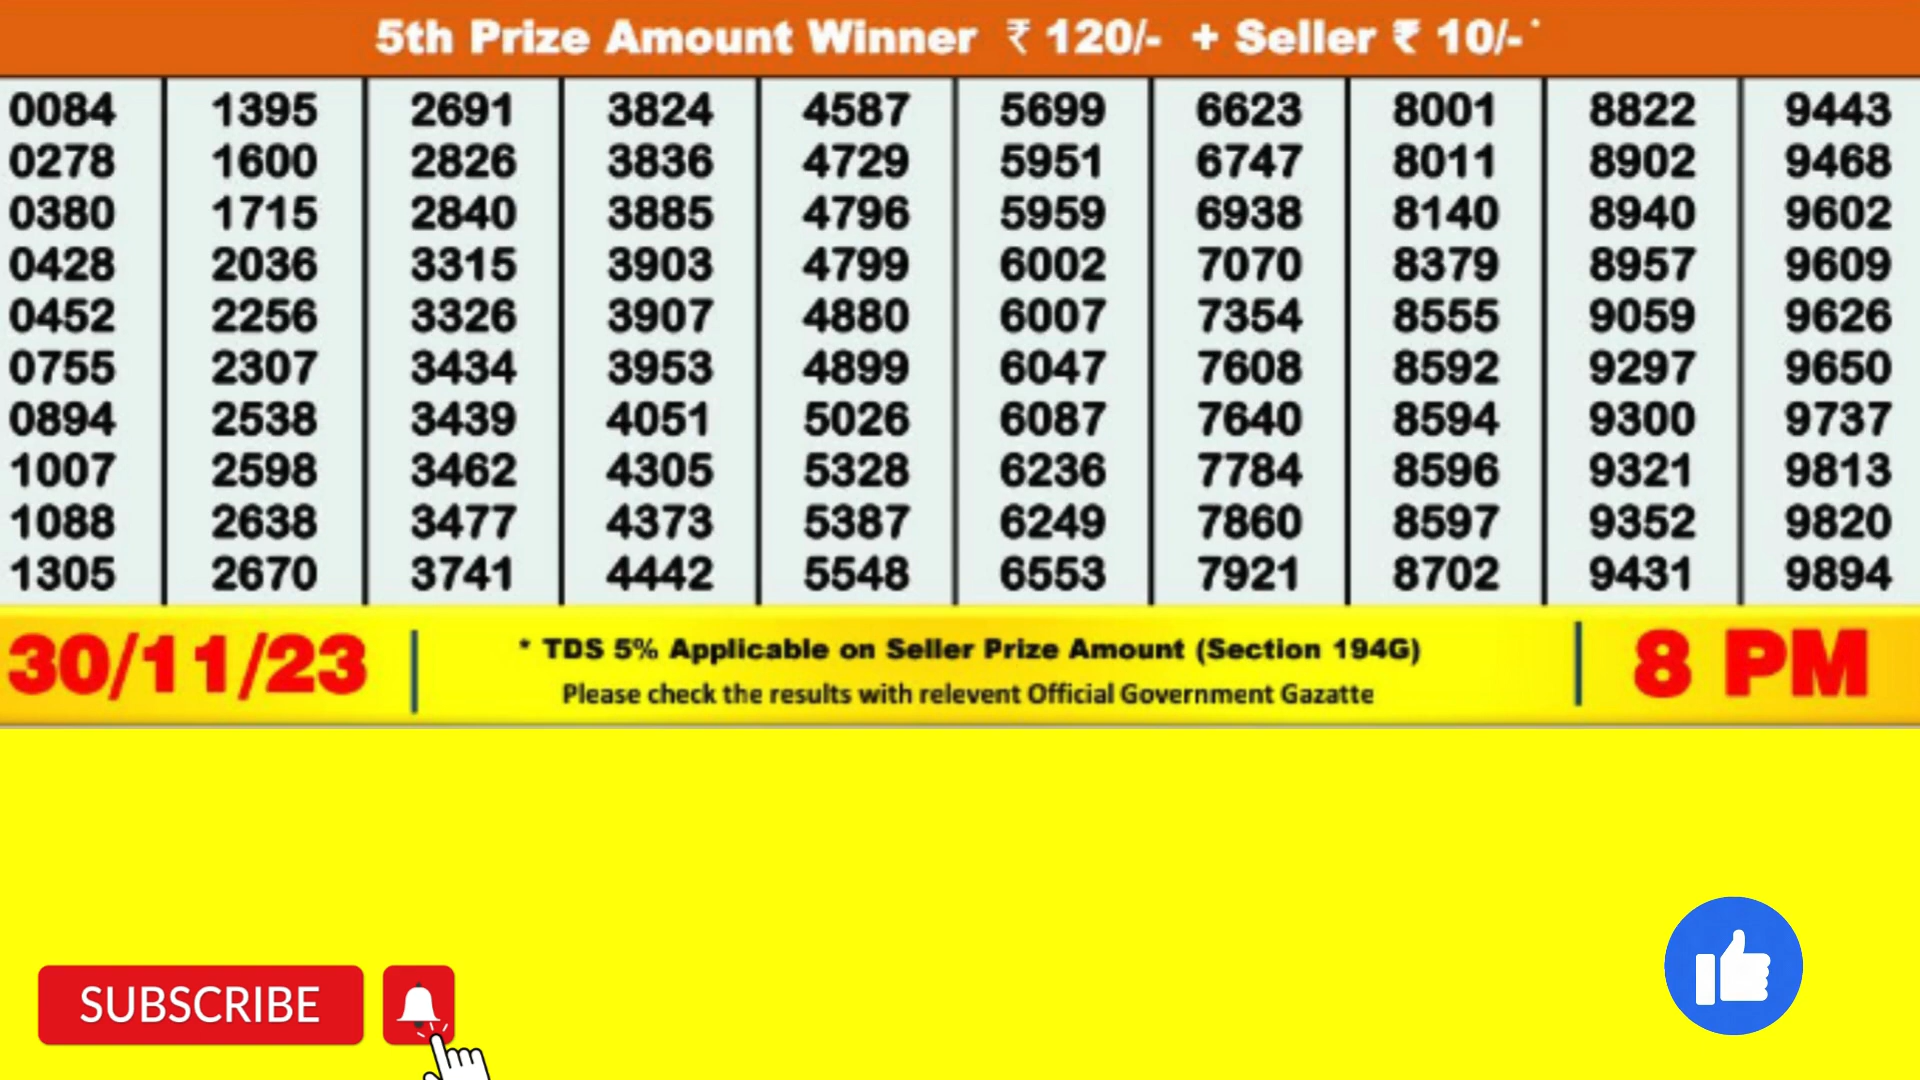 5th Prize Amount Winner ₹ 120/- + Seller ₹ 10/-*
0084 1395 2691 3824 4587 5699 6623 8001 8822 9443
0278 1600 2826 3836 4729 5951 6747 8011 8902 9468
0380 1715 2840 3885 4796 5959 6938 8140 8940 9602
0428 2036 3315 3903 4799 6002 7070 8379 8957 9609
0452 2256 3326 3907 4880 6007 7354 8555 9059 9626
0755 2307 3434 3953 4899 6047 7608 8592 9297 9650
0894 2538 3439 4051 5026 6087 7640 8594 9300 9737
1007 2598 3462 4305 5328 6236 7784 8596 9321 9813
1088 2638 3477 4373 5387 6249 7860 8597 9352 9820
1305 2670 3741 4442 5548 6553 7921 8702 9431 9894
30/11/23
* TDS 5% Applicable on Seller Prize Amount (Section 194G)
Please check the results with relevent Official Government Gazatte
8 PM
SUBSCRIBE